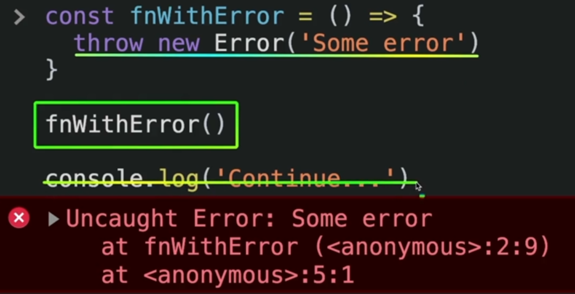 > const fnWithError = () => {
throw new Error('Some error')
}
fnWithError()
console.log('Continue...')
Uncaught Error: Some error
at fnWithError (<anonymous>:2:9)
at <anonymous>:5:1